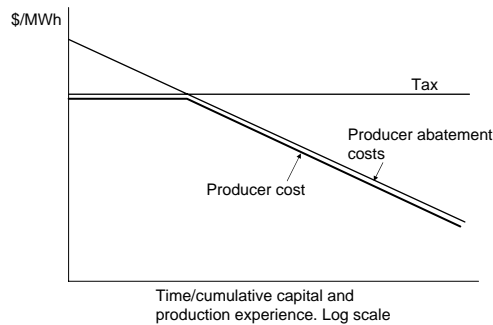 $/MWh
Tax
Producer abatement
costs
Producer cost
Time/cumulative capital and
production experience. Log scale